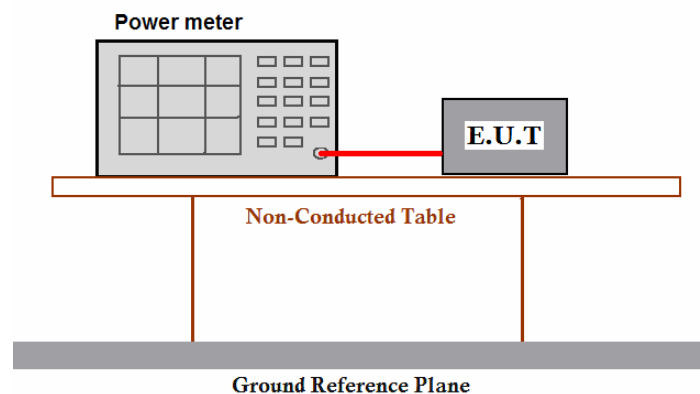 Power meter
E.U.T
Non-Conducted Table
Ground Reference Plane